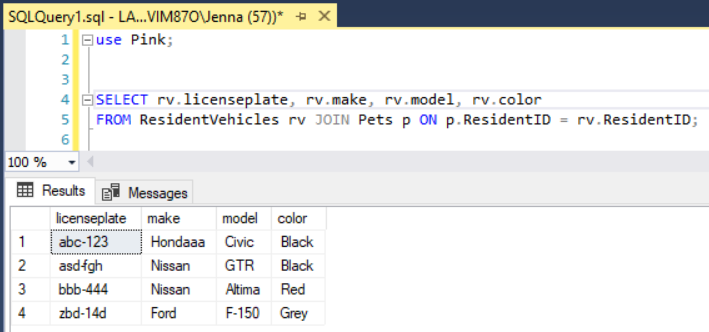 SQLQuery1.sql - LA...VIM87O\Jenna (57))*
1 use Pink;
2
3
4 SELECT rv.licenseplate, rv.make, rv.model, rv.color
5 FROM ResidentVehicles rv JOIN Pets p ON p.ResidentID = rv.ResidentID;
6
100 %
Results Messages
licenseplate make model color
1 abc-123 Hondaaa Civic Black
2 asd-fgh Nissan GTR Black
3 bbb-444 Nissan Altima Red
4 zbd-14d Ford F-150 Grey